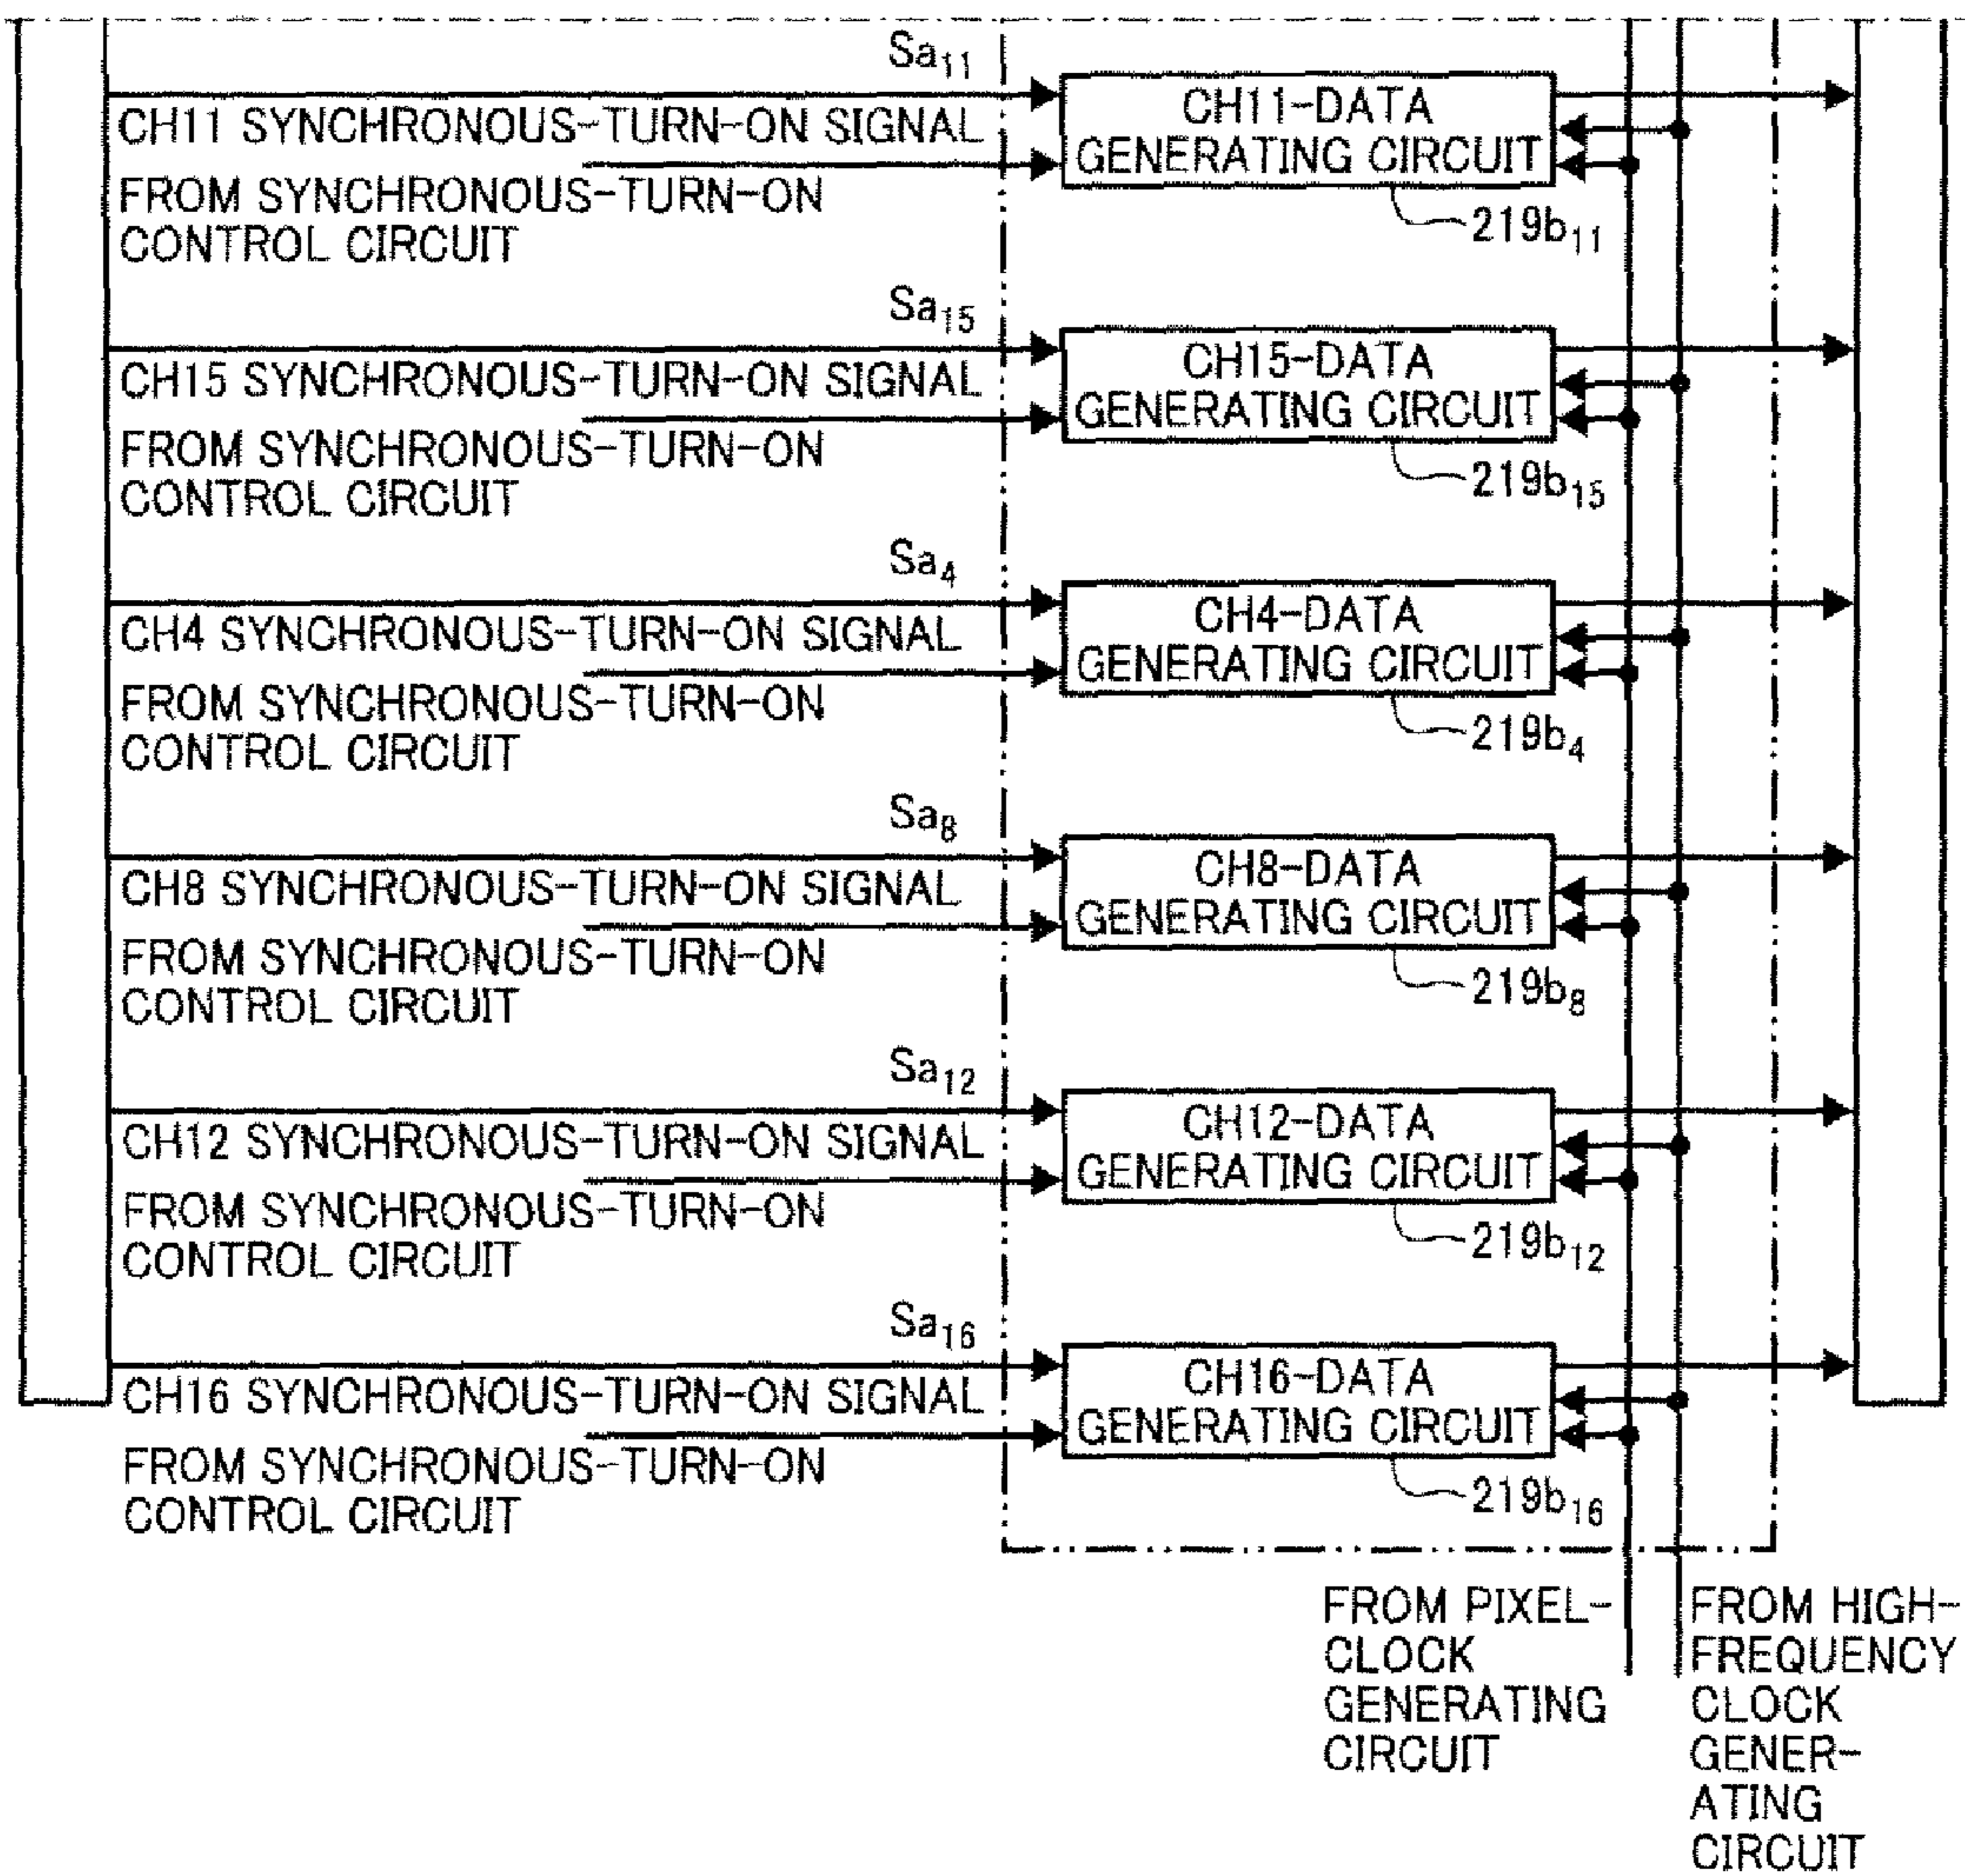 Sa11
CH11 SYNCHRONOUS-TURN-ON SIGNAL
FROM SYNCHRONOUS-TURN-ON
CONTROL CIRCUIT
CH11-DATA
GENERATING CIRCUIT
219b11
Sa15
CH15 SYNCHRONOUS-TURN-ON SIGNAL
FROM SYNCHRONOUS-TURN-ON
CONTROL CIRCUIT
CH15-DATA
GENERATING CIRCUIT
219b15
Sa4
CH4 SYNCHRONOUS-TURN-ON SIGNAL
FROM SYNCHRONOUS-TURN-ON
CONTROL CIRCUIT
CH4-DATA
GENERATING CIRCUIT
219b4
Sa8
CH8 SYNCHRONOUS-TURN-ON SIGNAL
FROM SYNCHRONOUS-TURN-ON
CONTROL CIRCUIT
CH8-DATA
GENERATING CIRCUIT
219b8
Sa12
CH12 SYNCHRONOUS-TURN-ON SIGNAL
FROM SYNCHRONOUS-TURN-ON
CONTROL CIRCUIT
CH12-DATA
GENERATING CIRCUIT
219b12
Sa16
CH16 SYNCHRONOUS-TURN-ON SIGNAL
FROM SYNCHRONOUS-TURN-ON
CONTROL CIRCUIT
CH16-DATA
GENERATING CIRCUIT
219b16
FROM PIXEL-
CLOCK
GENERATING
CIRCUIT
FROM HIGH-
FREQUENCY
CLOCK
GENER-
ATING
CIRCUIT